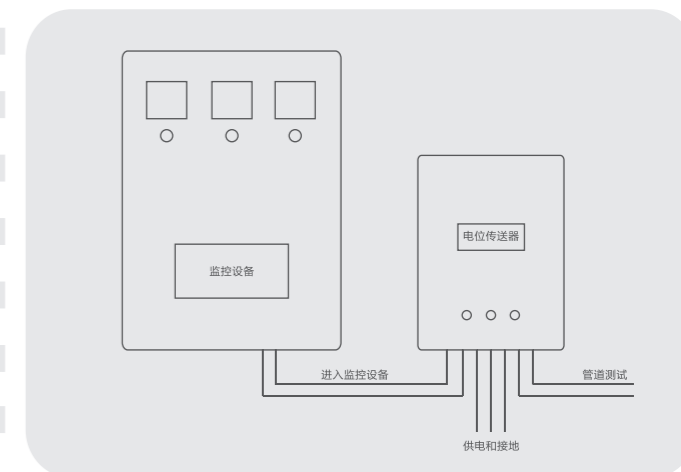 电位传送器
监控设备
进入监控设备
管道测试
供电和接地